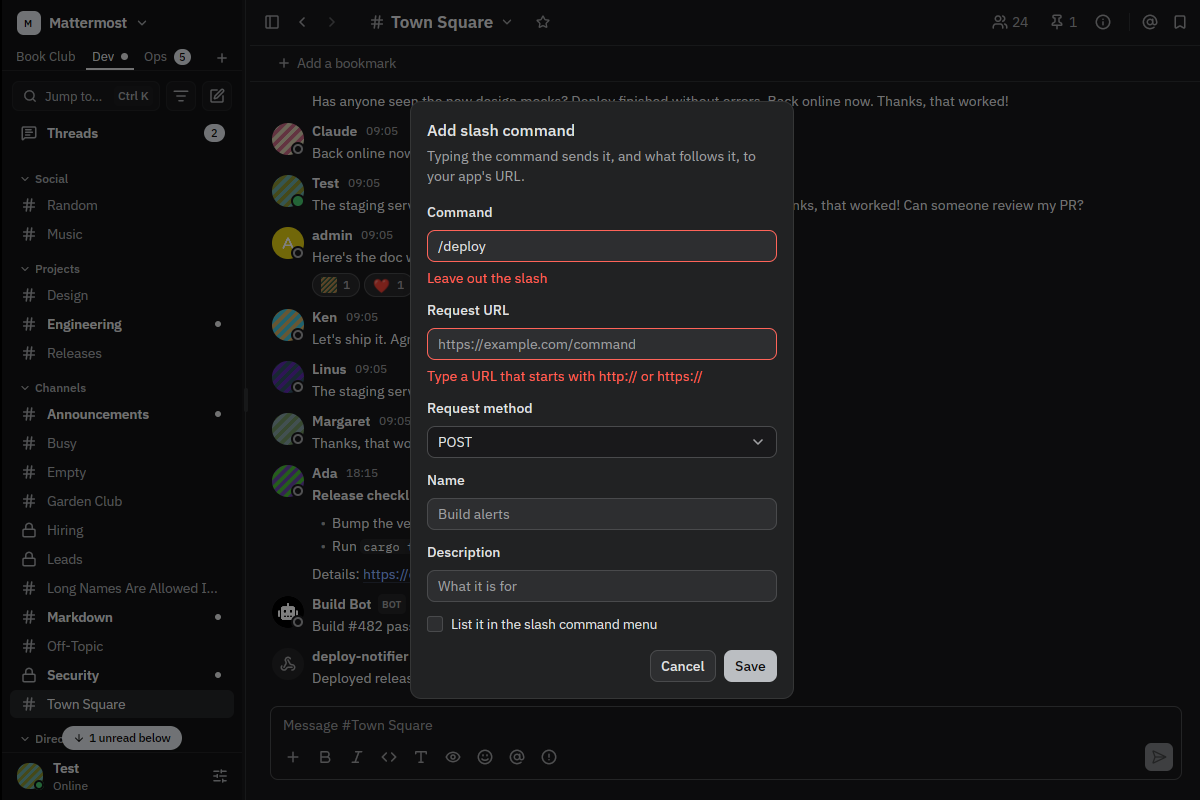 M Mattermost
Book Club Dev Ops 5
Jump to... Ctrl K
Threads 2
Social
Random
Music
Projects
Design
Engineering
Releases
Channels
Announcements
Busy
Empty
Garden Club
Hiring
Leads
Long Names Are Allowed I...
Markdown
Off-Topic
Security
Town Square
Direc
1 unread below
Test
Online
# Town Square
24 1
Add a bookmark
Has anyone seen the new design mocks? Deploy finished without errors. Back online now. Thanks, that worked!
Claude 09:05
Back online now
Test 09:05
The staging serv
nks, that worked! Can someone review my PR?
admin 09:05
A
Here's the doc w
1 1
Ken 09:05
Let's ship it. Agr
Linus 09:05
The staging serv
Margaret 09:05
Thanks, that wo
Ada 18:15
Release checkl
• Bump the ve
• Run cargo t
Details: https://
Build Bot BOT
Build #482 pas
deploy-notifier
Deployed releas
Add slash command
Typing the command sends it, and what follows it, to
your app's URL.
Command
/deploy
Leave out the slash
Request URL
https://example.com/command
Type a URL that starts with http:// or https://
Request method
POST
Name
Build alerts
Description
What it is for
List it in the slash command menu
Cancel Save
Message #Town Square